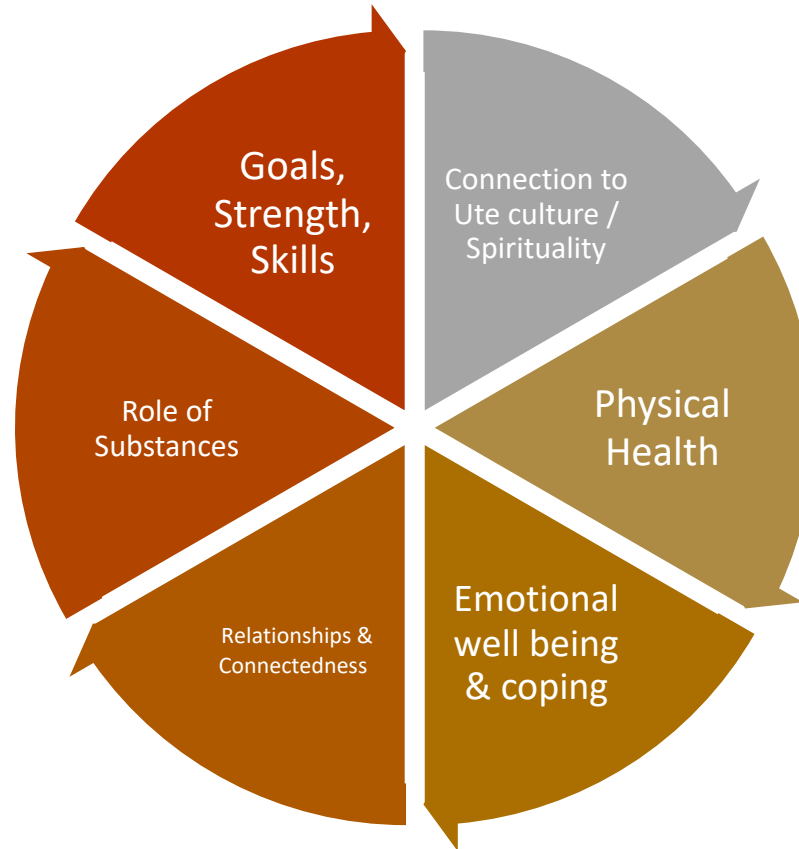 Goals,
Strength,
Skills
Connection to
Ute culture /
Spirituality
Physical
Health
Emotional
well being
& coping
Relationships &
Connectedness
Role of
Substances